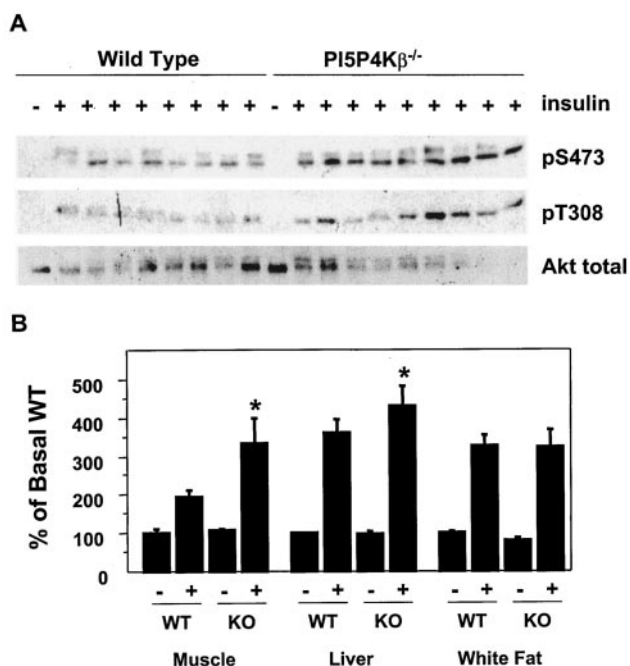 A
Wild Type PI5P4Kβ-/-
- + + + + + + + + - + + + + + + + + insulin
pS473
pT308
Akt total
B
% of Basal WT
500
400
300
200
100
0
* *
- + - + - + - + - + - +
WT KO WT KO WT KO
Muscle Liver White Fat